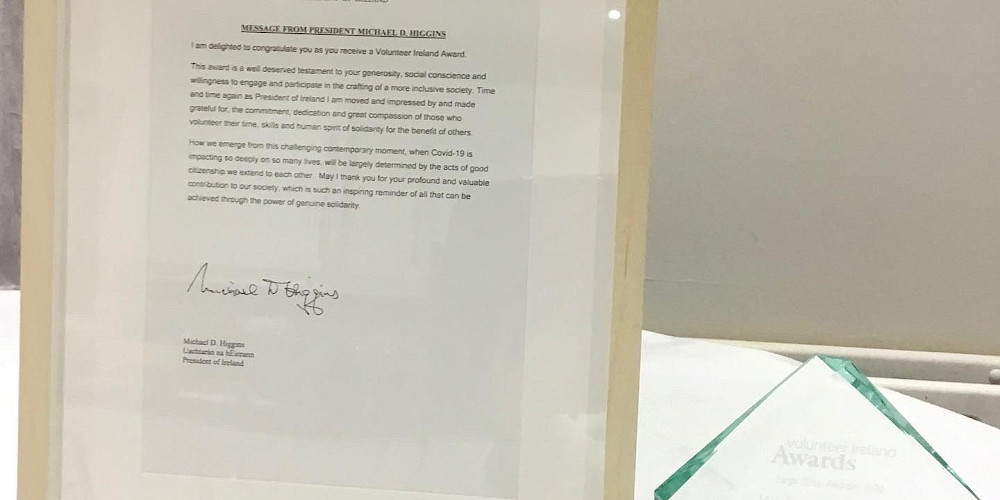 MESSAGE FROM PRESIDENT MICHAEL D. HIGGINS
I am delighted to congratulate you as you receive a Volunteer Ireland Award.
This award is a well deserved testament to your generosity, social conscience and
willingness to engage and participate in the crafting of a more inclusive society. Time
and time again as President of Ireland I am moved and impressed by and made
grateful for, the commitment, dedication and great compassion of those who
volunteer their time, skills and human spirit of solidarity for the benefit of others.
How we emerge from this challenging contemporary moment, when Covid-19 is
impacting so deeply on so many lives, will be largely determined by the acts of good
citizenship we extend to each other. May I thank you for your profound and valuable
contribution to our society, which is such an inspiring reminder of all that can be
achieved through the power of genuine solidarity.
Michael D Higgins
Michael D. Higgins
Uachtarán na hÉireann
President of Ireland
volunteer ireland
Awards